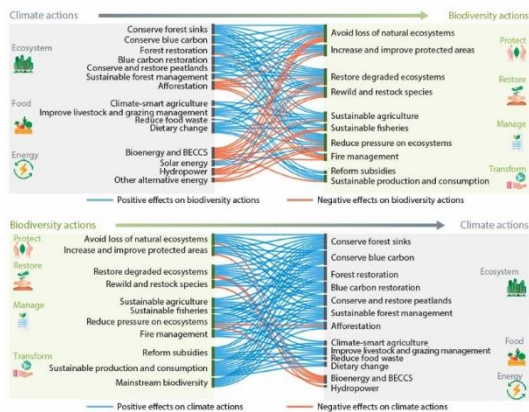 Climate actions
Biodiversity actions
Ecosystem
Conserve forest sinks
Conserve blue carbon
Forest restoration
Blue carbon restoration
Conserve and restore peatlands
Sustainable forest management
Afforestation
Food
Climate-smart agriculture
Improve livestock and grazing management
Reduce food waste
Dietary change
Energy
Bioenergy and BECCS
Solar energy
Hydropower
Other alternative energy
Avoid loss of natural ecosystems
Increase and improve protected areas
Protect
Restore degraded ecosystems
Rewild and restock species
Restore
Sustainable agriculture
Sustainable fisheries
Reduce pressure on ecosystems
Fire management
Manage
Reform subsidies
Sustainable production and consumption
Transform
Positive effects on biodiversity actions
Negative effects on biodiversity actions
Biodiversity actions
Climate actions
Protect
Avoid loss of natural ecosystems
Increase and improve protected areas
Restore
Restore degraded ecosystems
Rewild and restock species
Manage
Sustainable agriculture
Sustainable fisheries
Reduce pressure on ecosystems
Fire management
Transform
Reform subsidies
Sustainable production and consumption
Mainstream biodiversity
Conserve forest sinks
Conserve blue carbon
Forest restoration
Blue carbon restoration
Conserve and restore peatlands
Sustainable forest management
Afforestation
Ecosystem
Climate-smart agriculture
Improve livestock and grazing management
Reduce food waste
Dietary change
Food
Bioenergy and BECCS
Hydropower
Energy
Positive effects on climate actions
Negative effects on climate actions